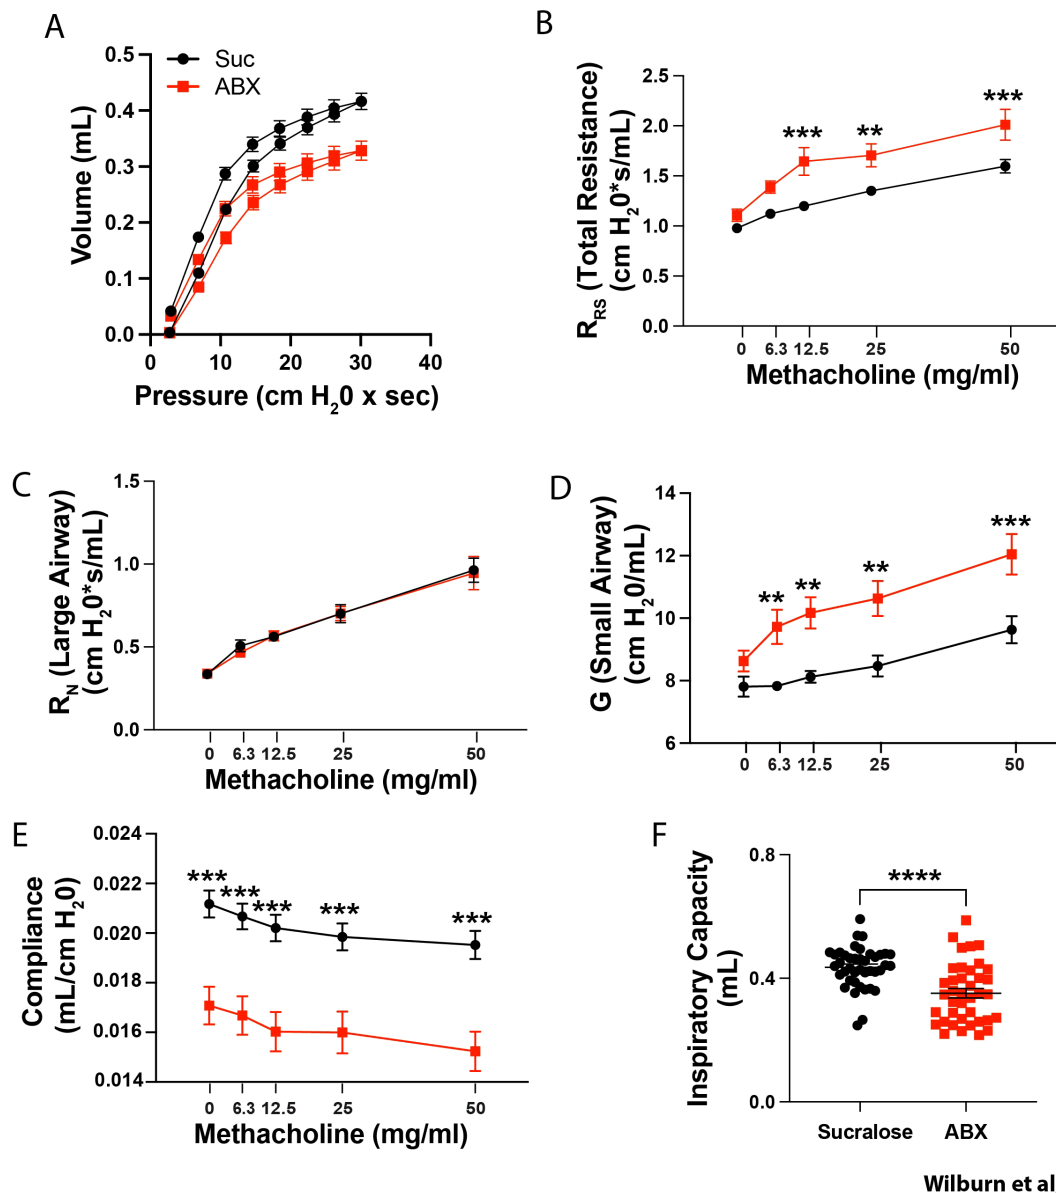 A
Suc
ABX
Volume (mL)
0.5
0.4
0.3
0.2
0.1
0.0
0 10 20 30 40
Pressure (cm H20 x sec)
B
RRS (Total Resistance)
(cm H20*s/mL)
2.5
2.0
1.5
1.0
0.5
0.0
*** ** ***
0 6.3 12.5 25 50
Methacholine (mg/ml)
C
RN (Large Airway)
(cm H20*s/mL)
1.5
1.0
0.5
0.0
0 6.3 12.5 25 50
Methacholine (mg/ml)
D
G (Small Airway)
(cm H20/mL)
14
12
10
8
6
** ** ** ***
0 6.3 12.5 25 50
E
Compliance
(mL/cm H20)
0.024
0.022
0.020
0.018
0.016
0.014
*** *** *** *** ***
0 6.3 12.5 25 50
Methacholine (mg/ml)
F
Inspiratory Capacity
(mL)
0.8
0.4
0.0
****
Sucralose ABX
Wilburn et al